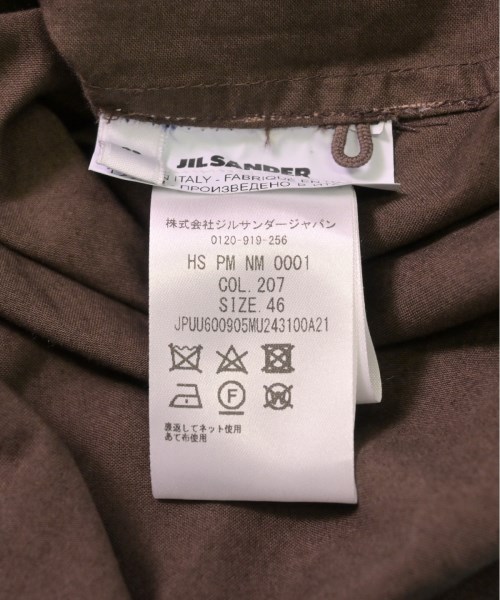 JIL SANDER
ITALY - FABRIQUÉ EN
ПРОИЗВЕДЕНО В
株式会社ジルサンダージャパン
0120-919-256
HS PM NM 0001
COL. 207
SIZE. 46
JPUU600905MU243100A21
裏返してネット使用
あて布使用